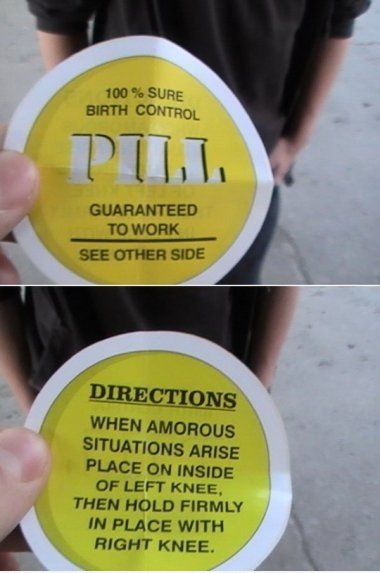 100 % SURE
BIRTH CONTROL
PILL
GUARANTEED
TO WORK
SEE OTHER SIDE
DIRECTIONS
WHEN AMOROUS
SITUATIONS ARISE
PLACE ON INSIDE
OF LEFT KNEE,
THEN HOLD FIRMLY
IN PLACE WITH
RIGHT KNEE.